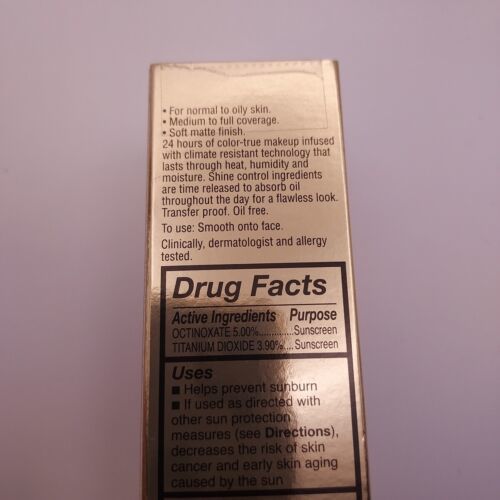 • For normal to oily skin.
• Medium to full coverage.
• Soft matte finish.
24 hours of color-true makeup infused
with climate resistant technology that
lasts through heat, humidity and
moisture. Shine control ingredients
are time released to absorb oil
throughout the day for a flawless look.
Transfer proof. Oil free.
To use: Smooth onto face.
Clinically, dermatologist and allergy
tested.
Drug Facts
Active Ingredients Purpose
OCTINOXATE 5.00%..............Sunscreen
TITANIUM DIOXIDE 3.90%....Sunscreen
Uses
■ Helps prevent sunburn
■ If used as directed with
other sun protection
measures (see Directions),
decreases the risk of skin
cancer and early skin aging
caused by the sun